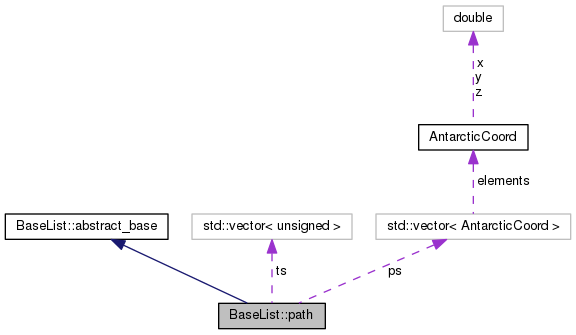 double
x
y
z
AntarcticCoord
elements
BaseList::abstract_base
std::vector< unsigned >
std::vector< AntarcticCoord >
ts
ps
BaseList::path